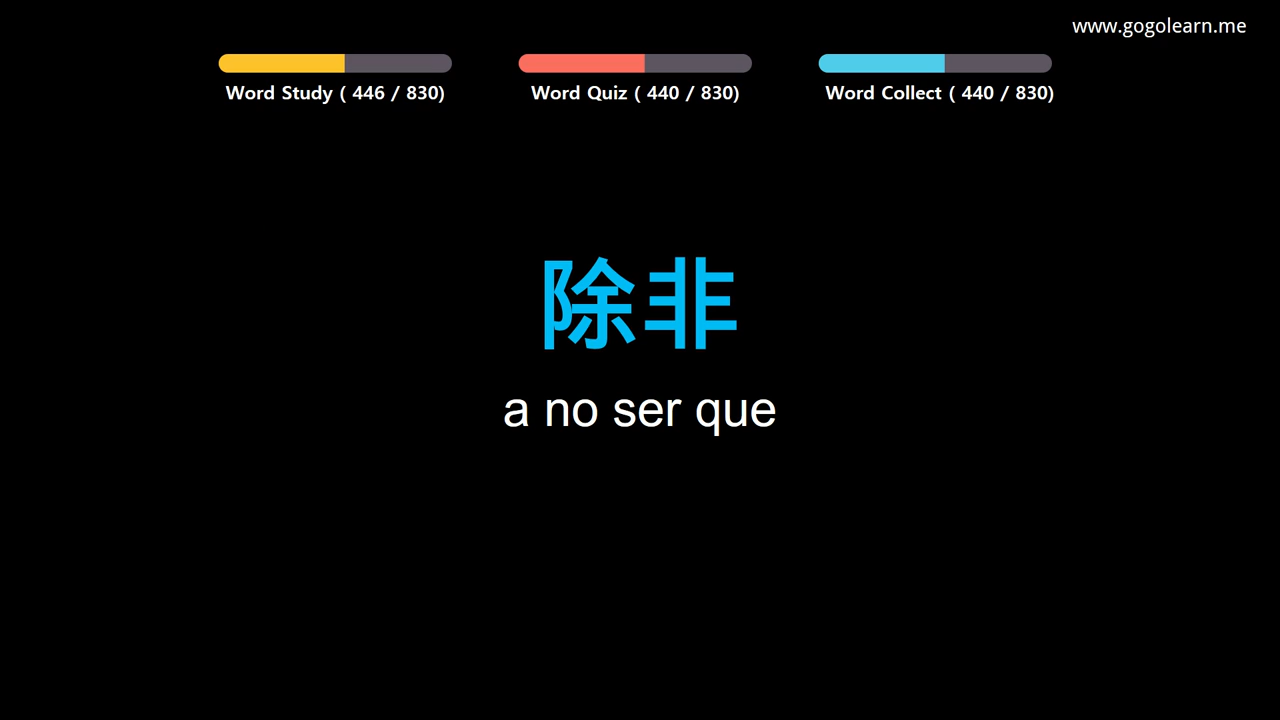 www.gogolearn.me
Word Study ( 446 / 830)
Word Quiz ( 440 / 830)
Word Collect ( 440 / 830)
除非
a no ser que